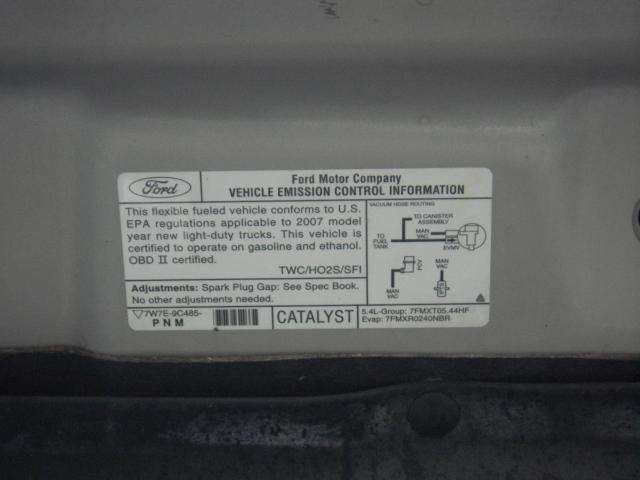 Ford
Ford Motor Company
VEHICLE EMISSION CONTROL INFORMATION
This flexible fueled vehicle conforms to U.S.
EPA regulations applicable to 2007 model
year new light-duty trucks. This vehicle is
certified to operate on gasoline and ethanol.
OBD II certified.
TWC/HO2S/SFI
Adjustments: Spark Plug Gap: See Spec Book.
No other adjustments needed.
VACUUM HOSE ROUTING
TO CANISTER
ASSEMBLY
TO
FUEL
TANK
MAN
VAC
EVMV
PCV
MAN
VAC
MAN
VAC
7W7E-9C485-
PNM
CATALYST
5.4L-Group: 7FMXT05.44HF
Evap: 7FMXR0240NBR